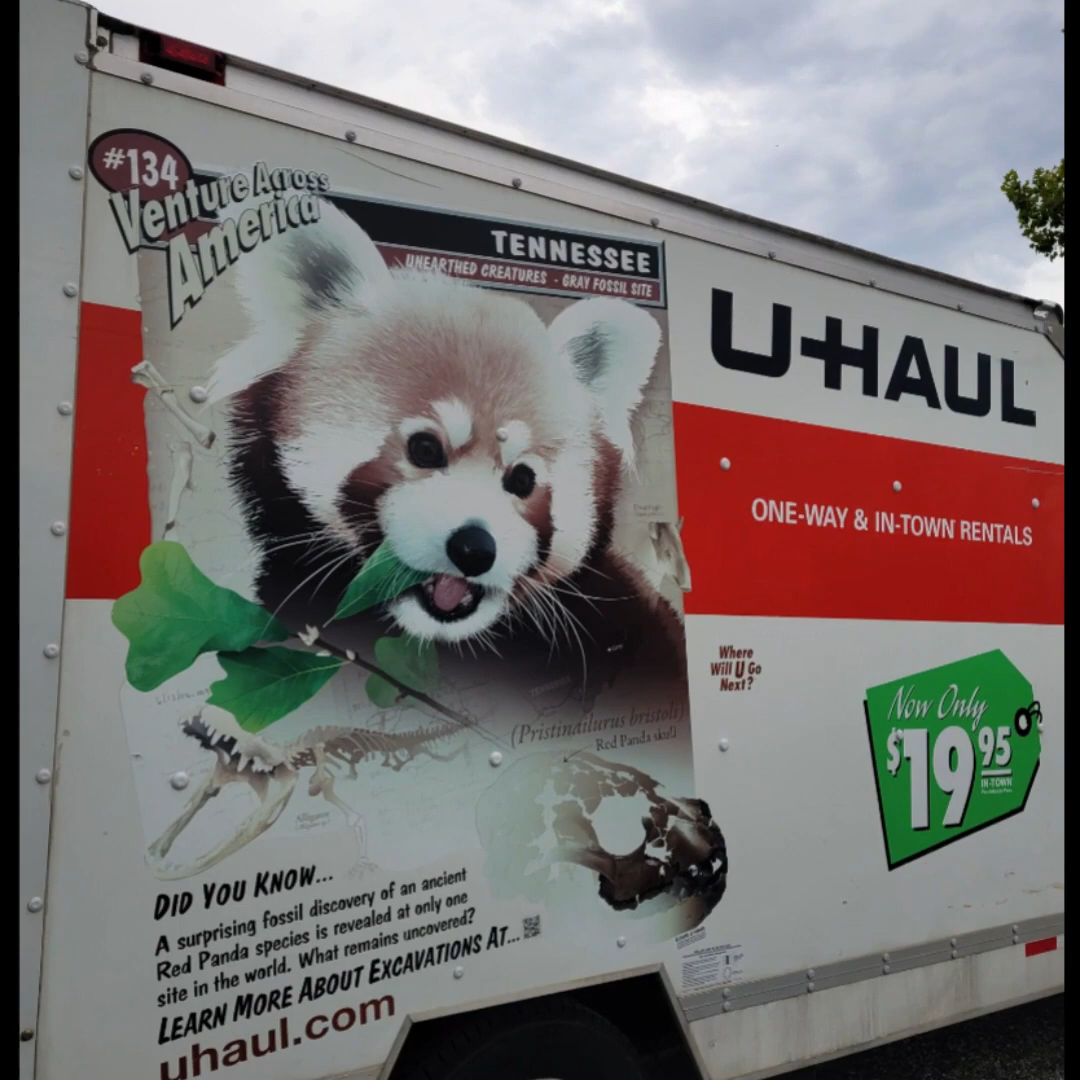 #134
Venture Across
America
TENNESSEE
UNEARTHED CREATURES - GRAY FOSSIL SITE
U-HAUL
ONE-WAY & IN-TOWN RENTALS
Where
Will U Go
Next?
Now Only
$19 95
IN-TOWN
(Pristinailurus bristoli)
Red Panda skull
Alligator
DID YOU KNOW...
A surprising fossil discovery of an ancient
Red Panda species is revealed at only one
site in the world. What remains uncovered?
LEARN MORE ABOUT EXCAVATIONS AT...
uhaul.com